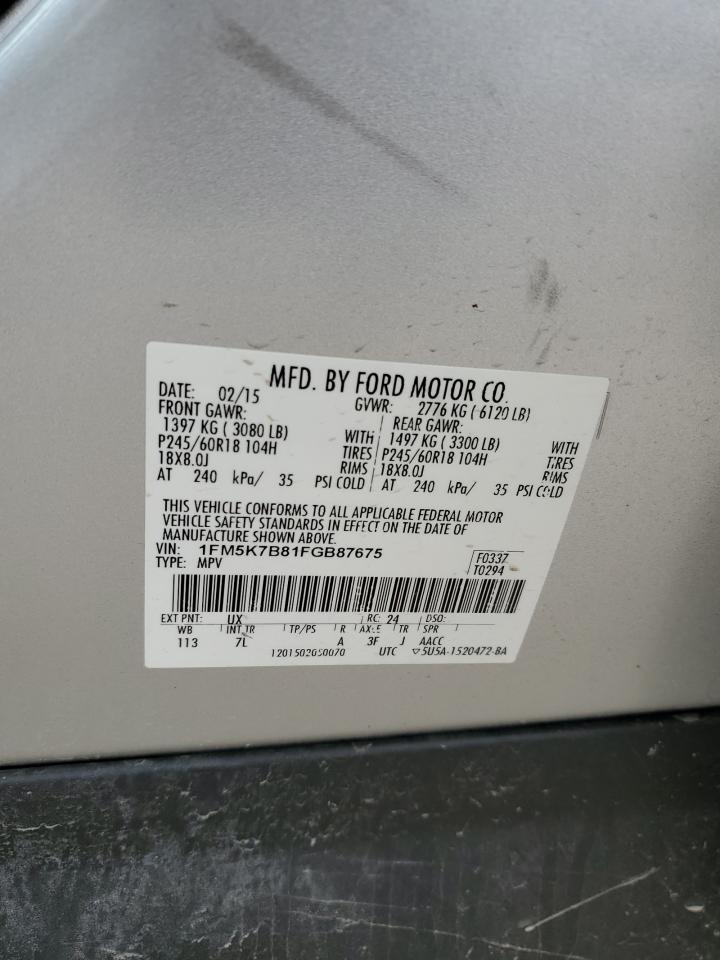 MFD. BY FORD MOTOR CO.
DATE: 02/15 GVWR: 2776 KG ( 6120 LB)
FRONT GAWR: REAR GAWR:
1397 KG ( 3080 LB) WITH 1497 KG ( 3300 LB) WITH
P245/60R18 104H TIRES P245/60R18 104H TIRES
18X8.0J RIMS 18X8.0J RIMS
AT 240 kPa/ 35 PSI COLD AT 240 kPa/ 35 PSI COLD
THIS VEHICLE CONFORMS TO ALL APPLICABLE FEDERAL MOTOR
VEHICLE SAFETY STANDARDS IN EFFECT ON THE DATE OF
MANUFACTURE SHOWN ABOVE.
VIN: 1FM5K7B81FGB87675 F0337
TYPE: MPV T0294
EXT PNT: UX RC: 24 DSO:
WB INT TR TP/PS R AXLE TR SPR
113 7L A 3F J AACC
UTC ▽5U5A-1520472-BA